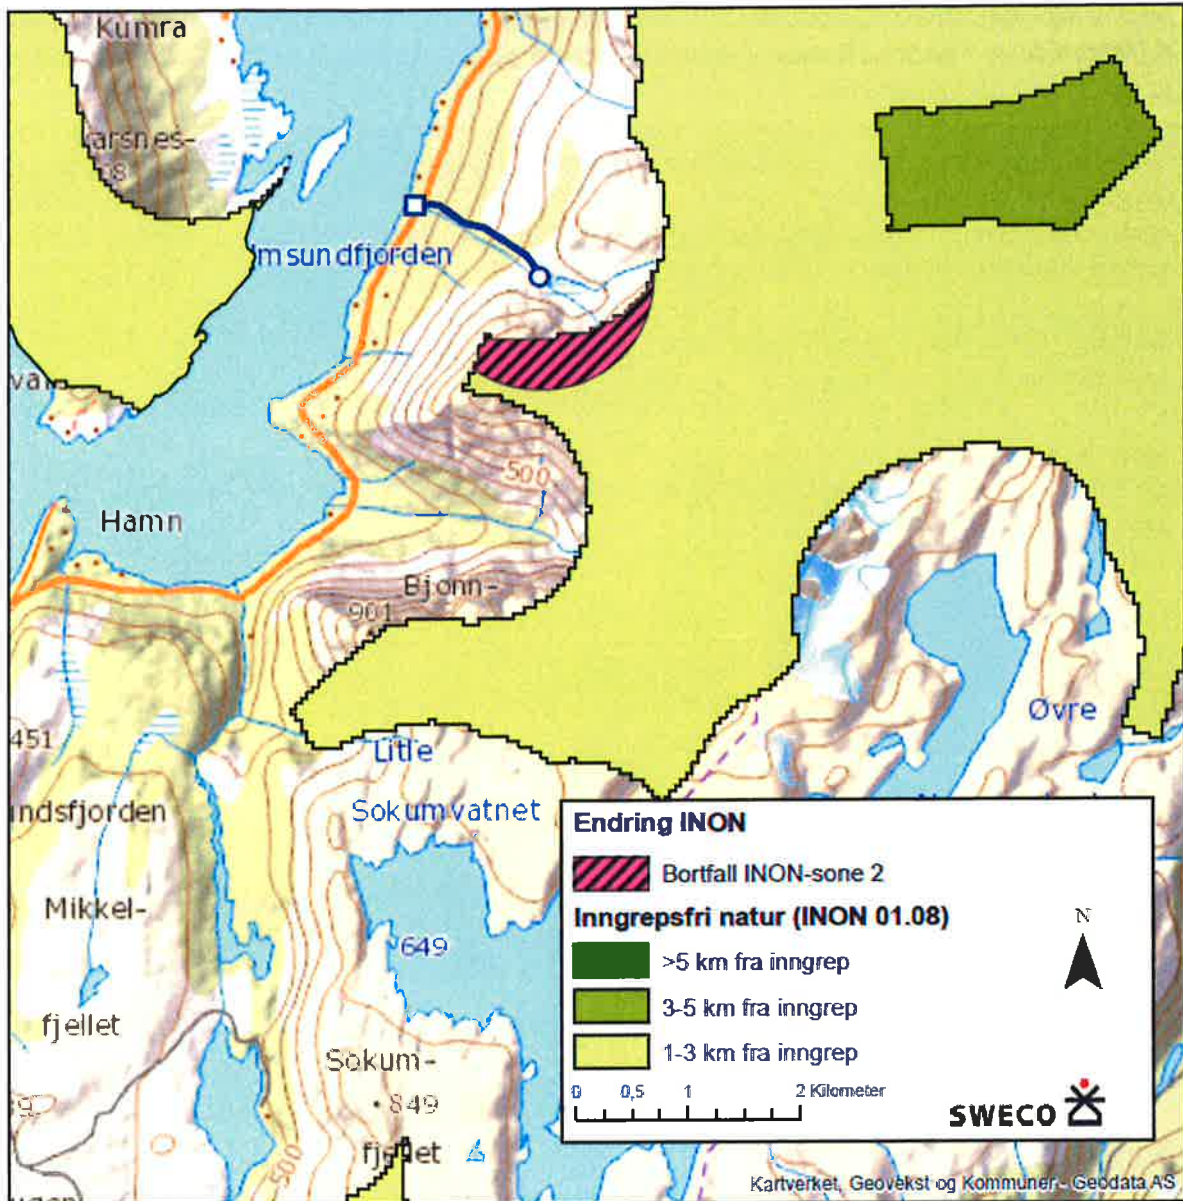 Kumra
arsnes-
msundfjorden
Hamn
500
Bjonn-
901
451
Litle
Øvre
Sokumvatnet
ndsfjorden
Mikkel-
649
fjellet
Sokum-
849
500
Endring INON
Bortfall INON-sone 2
Inngrepsfri natur (INON 01.08)
N
>5 km fra inngrep
3-5 km fra inngrep
1-3 km fra inngrep
0 0,5 1 2 Kilometer
SWECO
Kartverket, Geovekst og Kommuner - Geodata AS